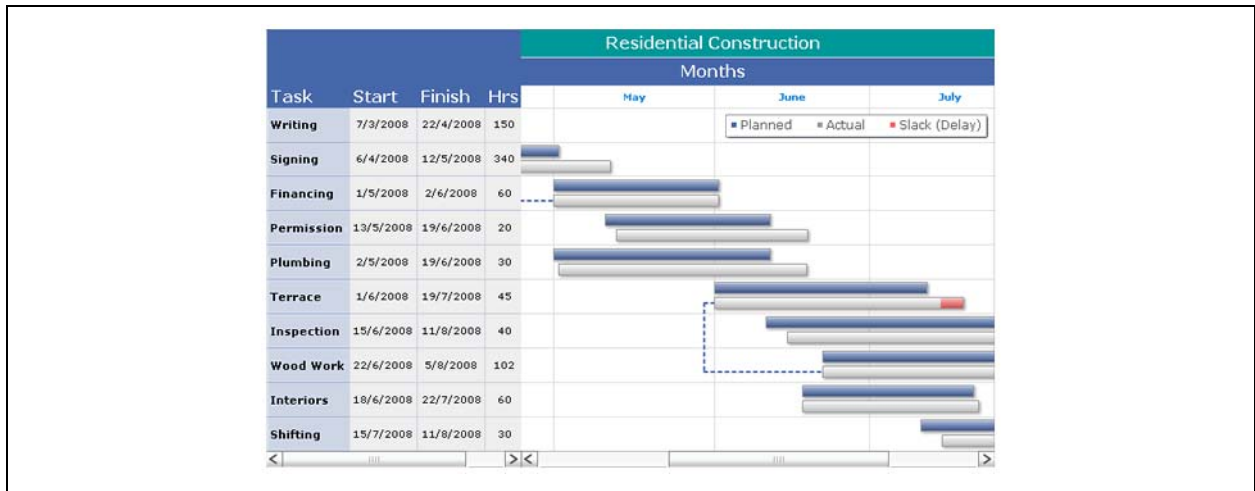 Residential Construction
Months
Task Start Finish Hrs May June July
Planned Actual Slack (Delay)
Writing 7/3/2008 22/4/2008 150
Signing 6/4/2008 12/5/2008 340
Financing 1/5/2008 2/6/2008 60
Permission 13/5/2008 19/6/2008 20
Plumbing 2/5/2008 19/6/2008 30
Terrace 1/6/2008 19/7/2008 45
Inspection 15/6/2008 11/8/2008 40
Wood Work 22/6/2008 5/8/2008 102
Interiors 18/6/2008 22/7/2008 60
Shifting 15/7/2008 11/8/2008 30